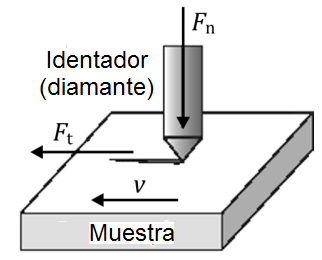 Fn
Identador
(diamante)
Ft
v
Muestra